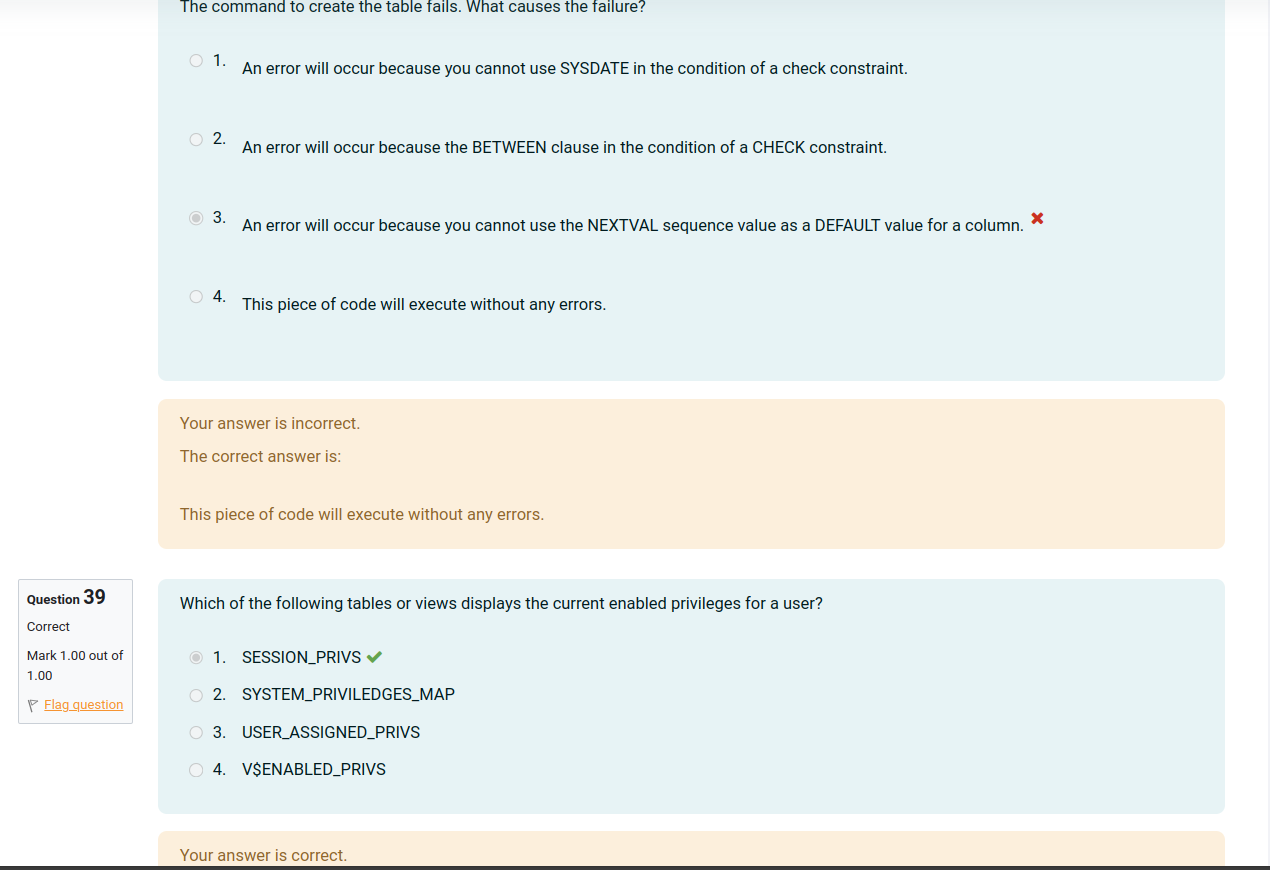 The command to create the table fails. What causes the failure?
1. An error will occur because you cannot use SYSDATE in the condition of a check constraint.
2. An error will occur because the BETWEEN clause in the condition of a CHECK constraint.
3. An error will occur because you cannot use the NEXTVAL sequence value as a DEFAULT value for a column.
4. This piece of code will execute without any errors.
Your answer is incorrect.
The correct answer is:
This piece of code will execute without any errors.
Question 39
Correct
Mark 1.00 out of
1.00
Flag question
Which of the following tables or views displays the current enabled privileges for a user?
1. SESSION_PRIVS
2. SYSTEM_PRIVILEDGES_MAP
3. USER_ASSIGNED_PRIVS
4. V$ENABLED_PRIVS
Your answer is correct.